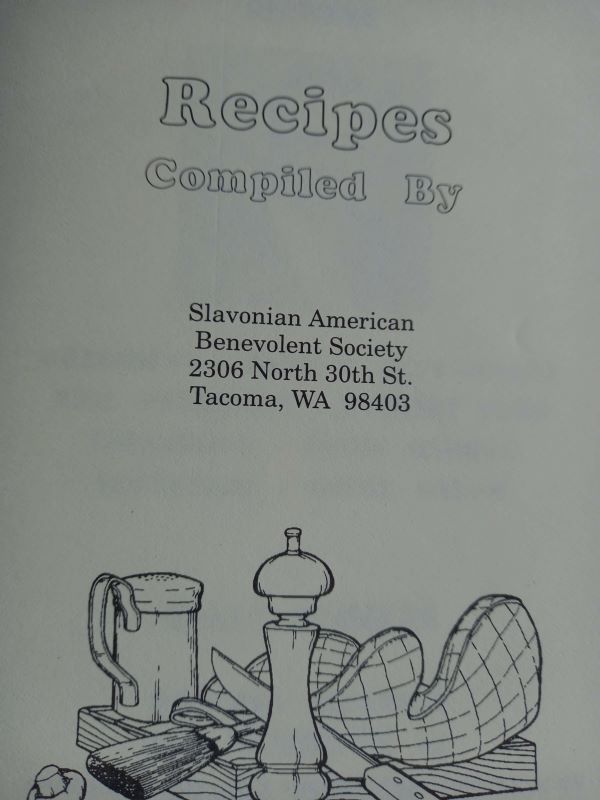 Recipes
Compiled By
Slavonian American
Benevolent Society
2306 North 30th St.
Tacoma, WA 98403